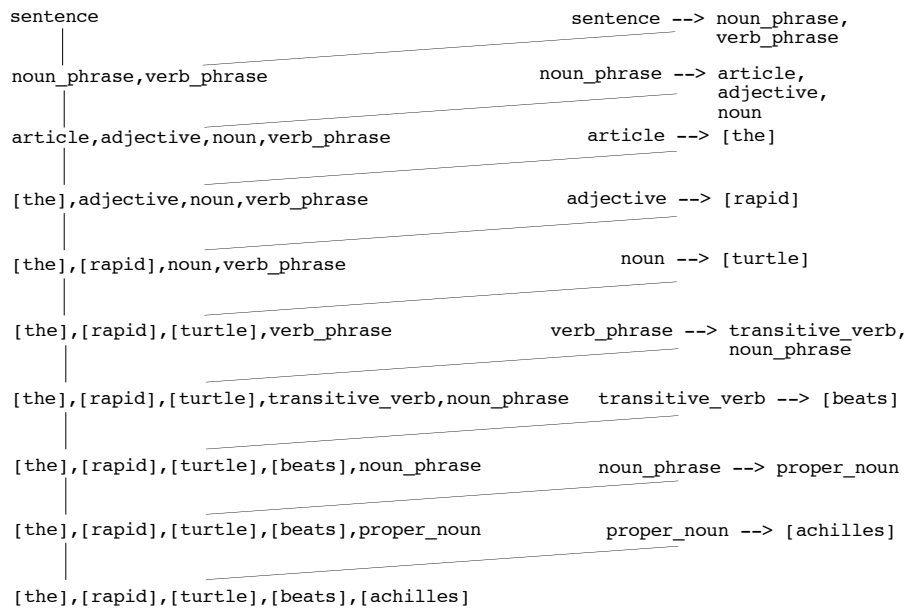 sentence
sentence --> noun_phrase,
verb_phrase
noun_phrase,verb_phrase
noun_phrase --> article,
adjective,
noun
article,adjective,noun,verb_phrase
article --> [the]
[the],adjective,noun,verb_phrase
adjective --> [rapid]
[the],[rapid],noun,verb_phrase
noun --> [turtle]
[the],[rapid],[turtle],verb_phrase
verb_phrase --> transitive_verb,
noun_phrase
[the],[rapid],[turtle],transitive_verb,noun_phrase
transitive_verb --> [beats]
[the],[rapid],[turtle],[beats],noun_phrase
noun_phrase --> proper_noun
[the],[rapid],[turtle],[beats],proper_noun
proper_noun --> [achilles]
[the],[rapid],[turtle],[beats],[achilles]